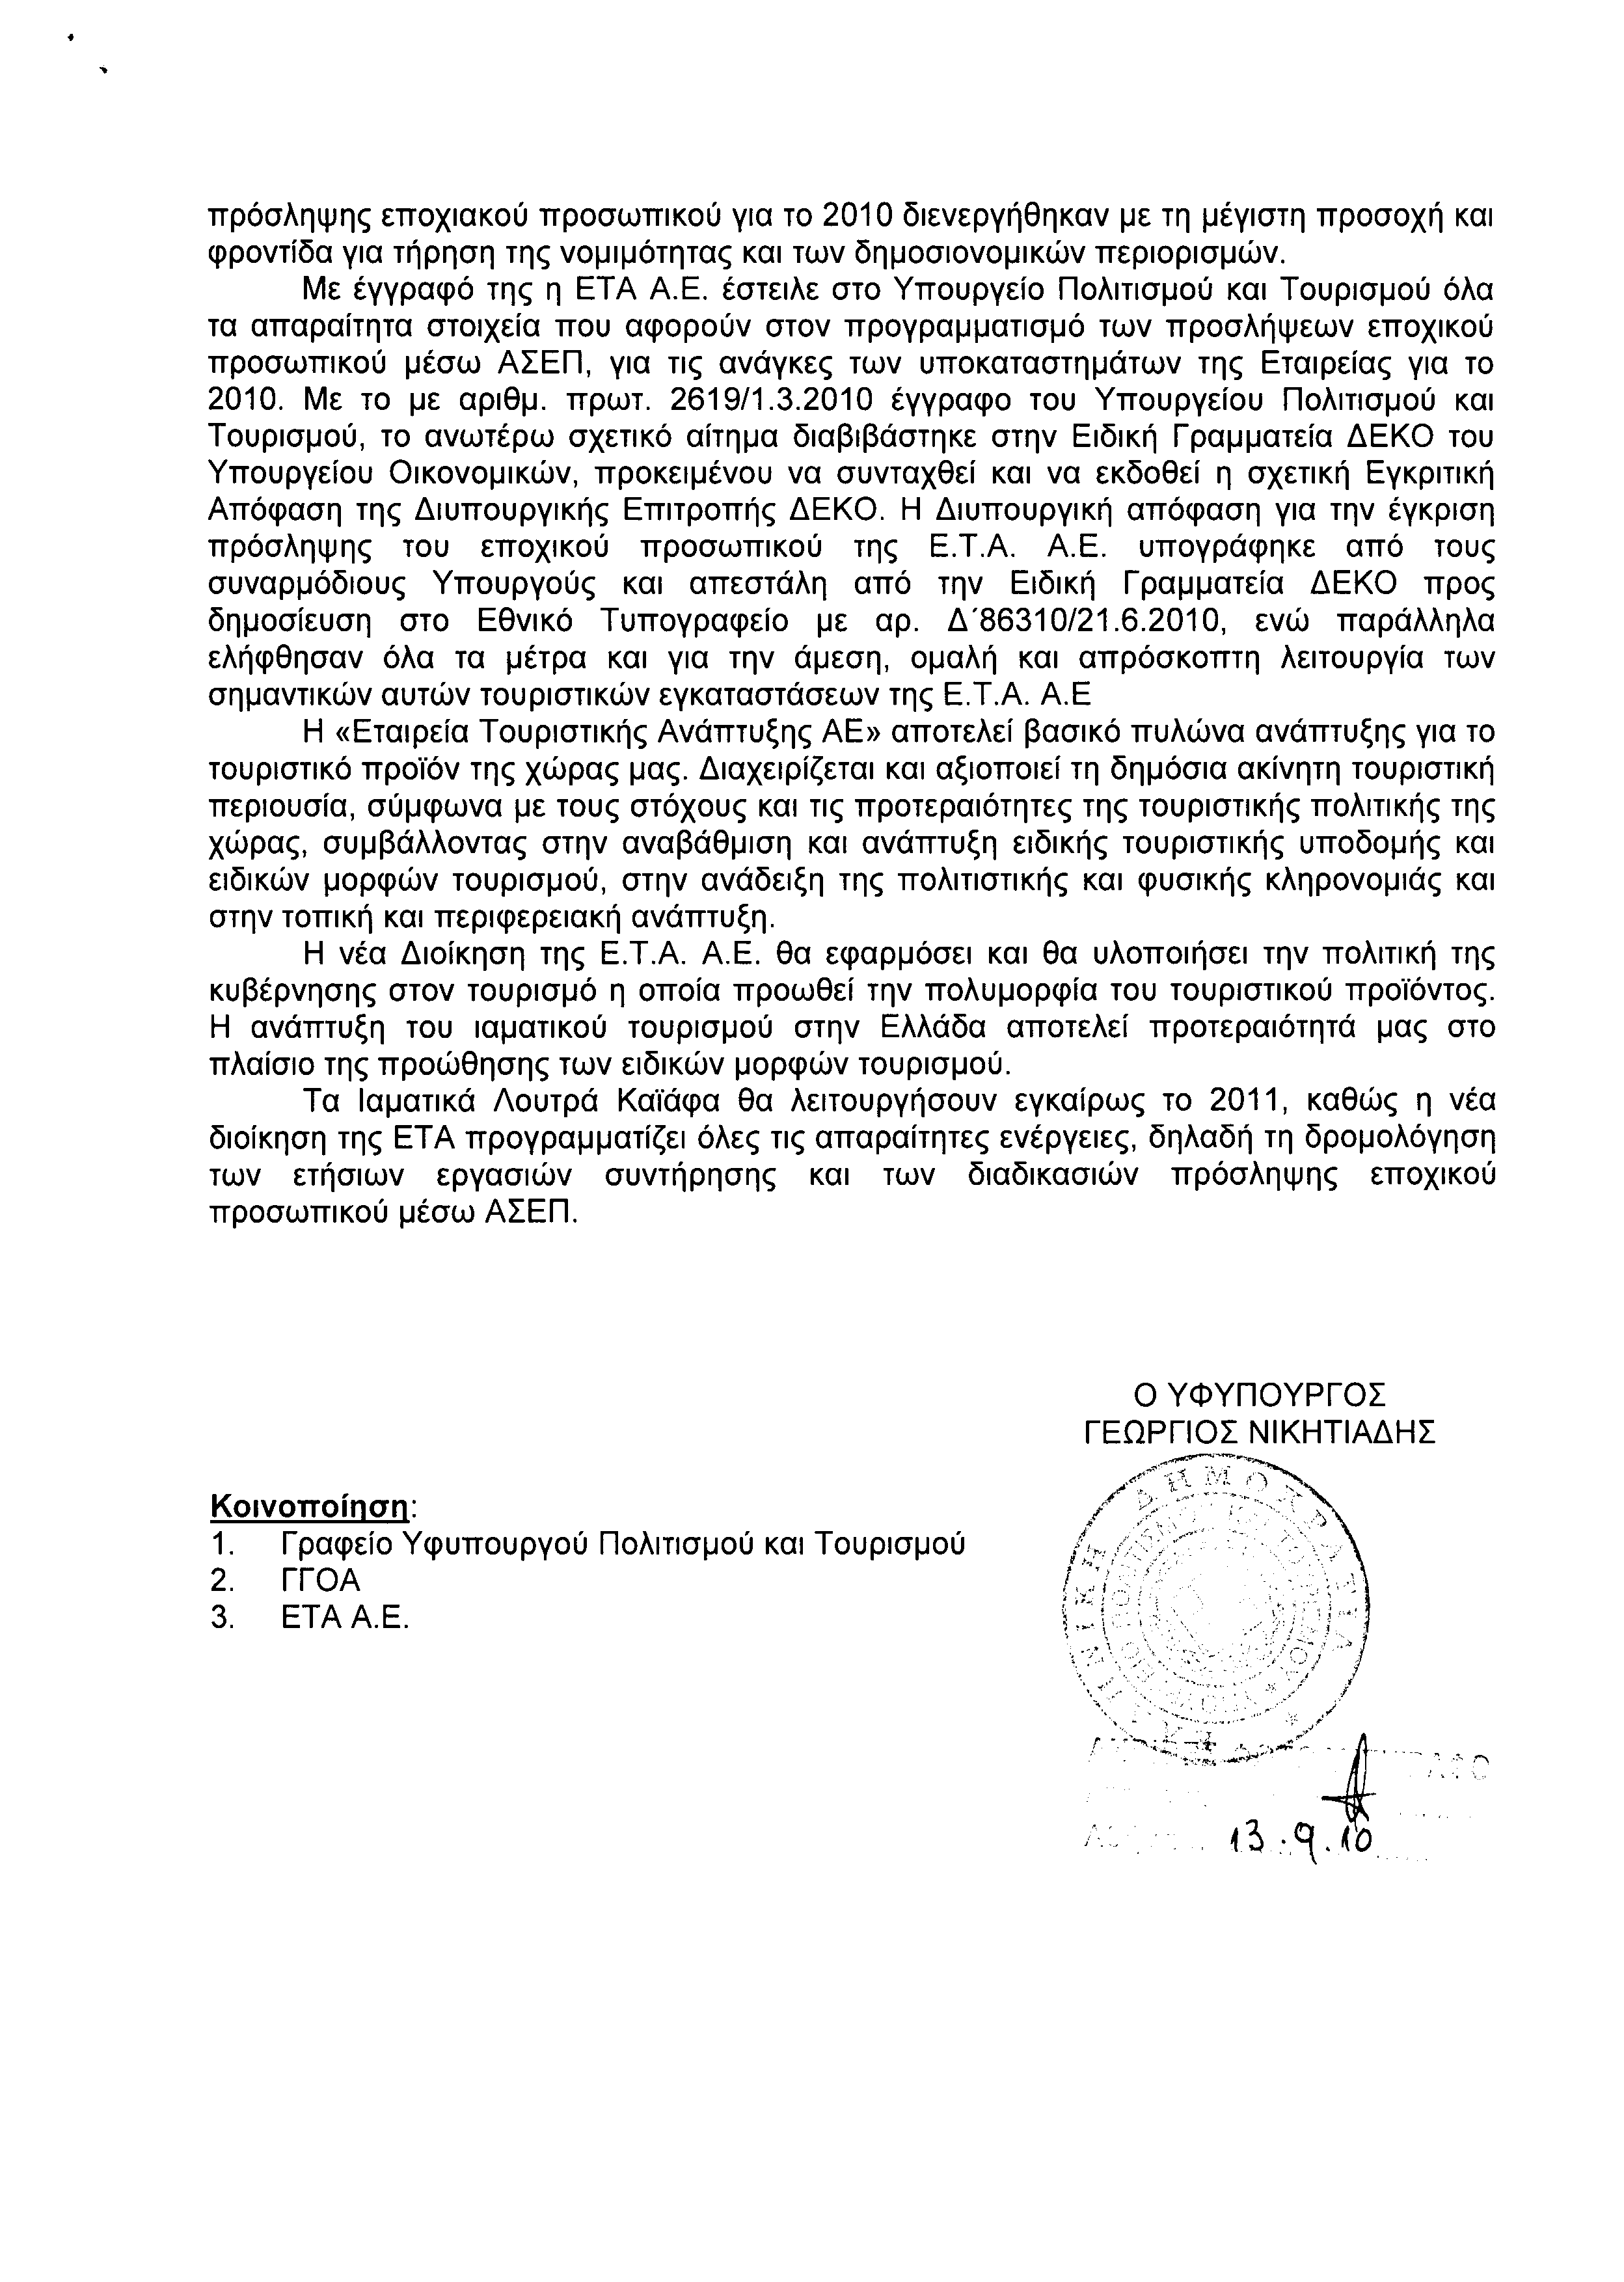 πρόσληψης εποχιακού προσωπικού για το 2010 διενεργήθηκαν με τη μέγιστη προσοχή και
φροντίδα για τήρηση της νομιμότητας και των δημοσιονομικών περιορισμών.
Με έγγραφό της η ΕΤΑ Α.Ε. έστειλε στο Υπουργείο Πολιτισμού και Τουρισμού όλα
τα απαραίτητα στοιχεία που αφορούν στον προγραμματισμό των προσλήψεων εποχικού
προσωπικού μέσω ΑΣΕΠ, για τις ανάγκες των υποκαταστημάτων της Εταιρείας για το
2010. Με το με αριθμ. πρωτ. 2619/1.3.2010 έγγραφο του Υπουργείου Πολιτισμού και
Τουρισμού, το ανωτέρω σχετικό αίτημα διαβιβάστηκε στην Ειδική Γραμματεία ΔΕΚΟ του
Υπουργείου Οικονομικών, προκειμένου να συνταχθεί και να εκδοθεί η σχετική Εγκριτική
Απόφαση της Διυπουργικής Επιτροπής ΔΕΚΟ. Η Διυπουργική απόφαση για την έγκριση
πρόσληψης του εποχικού προσωπικού της Ε.Τ.Α. Α.Ε. υπογράφηκε από τους
συναρμόδιους Υπουργούς και απεστάλη από την Ειδική Γραμματεία ΔΕΚΟ προς
δημοσίευση στο Εθνικό Τυπογραφείο με αρ. Δ΄86310/21.6.2010, ενώ παράλληλα
ελήφθησαν όλα τα μέτρα και για την άμεση, ομαλή και απρόσκοπτη λειτουργία των
σημαντικών αυτών τουριστικών εγκαταστάσεων της Ε.Τ.Α. Α.Ε
Η «Εταιρεία Τουριστικής Ανάπτυξης ΑΕ» αποτελεί βασικό πυλώνα ανάπτυξης για το
τουριστικό προϊόν της χώρας μας. Διαχειρίζεται και αξιοποιεί τη δημόσια ακίνητη τουριστική
περιουσία, σύμφωνα με τους στόχους και τις προτεραιότητες της τουριστικής πολιτικής της
χώρας, συμβάλλοντας στην αναβάθμιση και ανάπτυξη ειδικής τουριστικής υποδομής και
ειδικών μορφών τουρισμού, στην ανάδειξη της πολιτιστικής και φυσικής κληρονομιάς και
στην τοπική και περιφερειακή ανάπτυξη.
Η νέα Διοίκηση της Ε.Τ.Α. Α.Ε. θα εφαρμόσει και θα υλοποιήσει την πολιτική της
κυβέρνησης στον τουρισμό η οποία προωθεί την πολυμορφία του τουριστικού προϊόντος.
Η ανάπτυξη του ιαματικού τουρισμού στην Ελλάδα αποτελεί προτεραιότητά μας στο
πλαίσιο της προώθησης των ειδικών μορφών τουρισμού.
Τα Ιαματικά Λουτρά Καϊάφα θα λειτουργήσουν εγκαίρως το 2011, καθώς η νέα
διοίκηση της ΕΤΑ προγραμματίζει όλες τις απαραίτητες ενέργειες, δηλαδή τη δρομολόγηση
των ετήσιων εργασιών συντήρησης και των διαδικασιών πρόσληψης εποχικού
προσωπικού μέσω ΑΣΕΠ.
Ο ΥΦΥΠΟΥΡΓΟΣ
ΓΕΩΡΓΙΟΣ ΝΙΚΗΤΙΑΔΗΣ
Κοινοποίηση:
1. Γραφείο Υφυπουργού Πολιτισμού και Τουρισμού
2. ΓΓΟΑ
3. ΕΤΑ Α.Ε.
ΔΗΜΟΚΡΑΤΙΑ
13.9.10